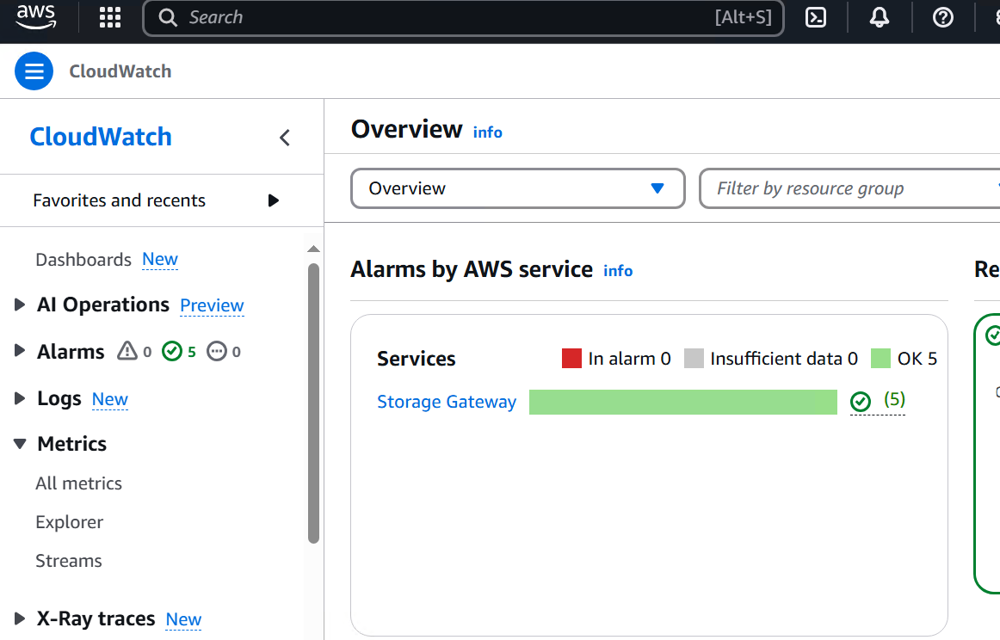 aws
Search [Alt+S]
CloudWatch
CloudWatch
Favorites and recents
Dashboards New
AI Operations Preview
Alarms 0 5 0
Logs New
Metrics
All metrics
Explorer
Streams
X-Ray traces New
Overview info
Overview
Filter by resource group
Alarms by AWS service info
Services
In alarm 0 Insufficient data 0 OK 5
Storage Gateway (5)
Re